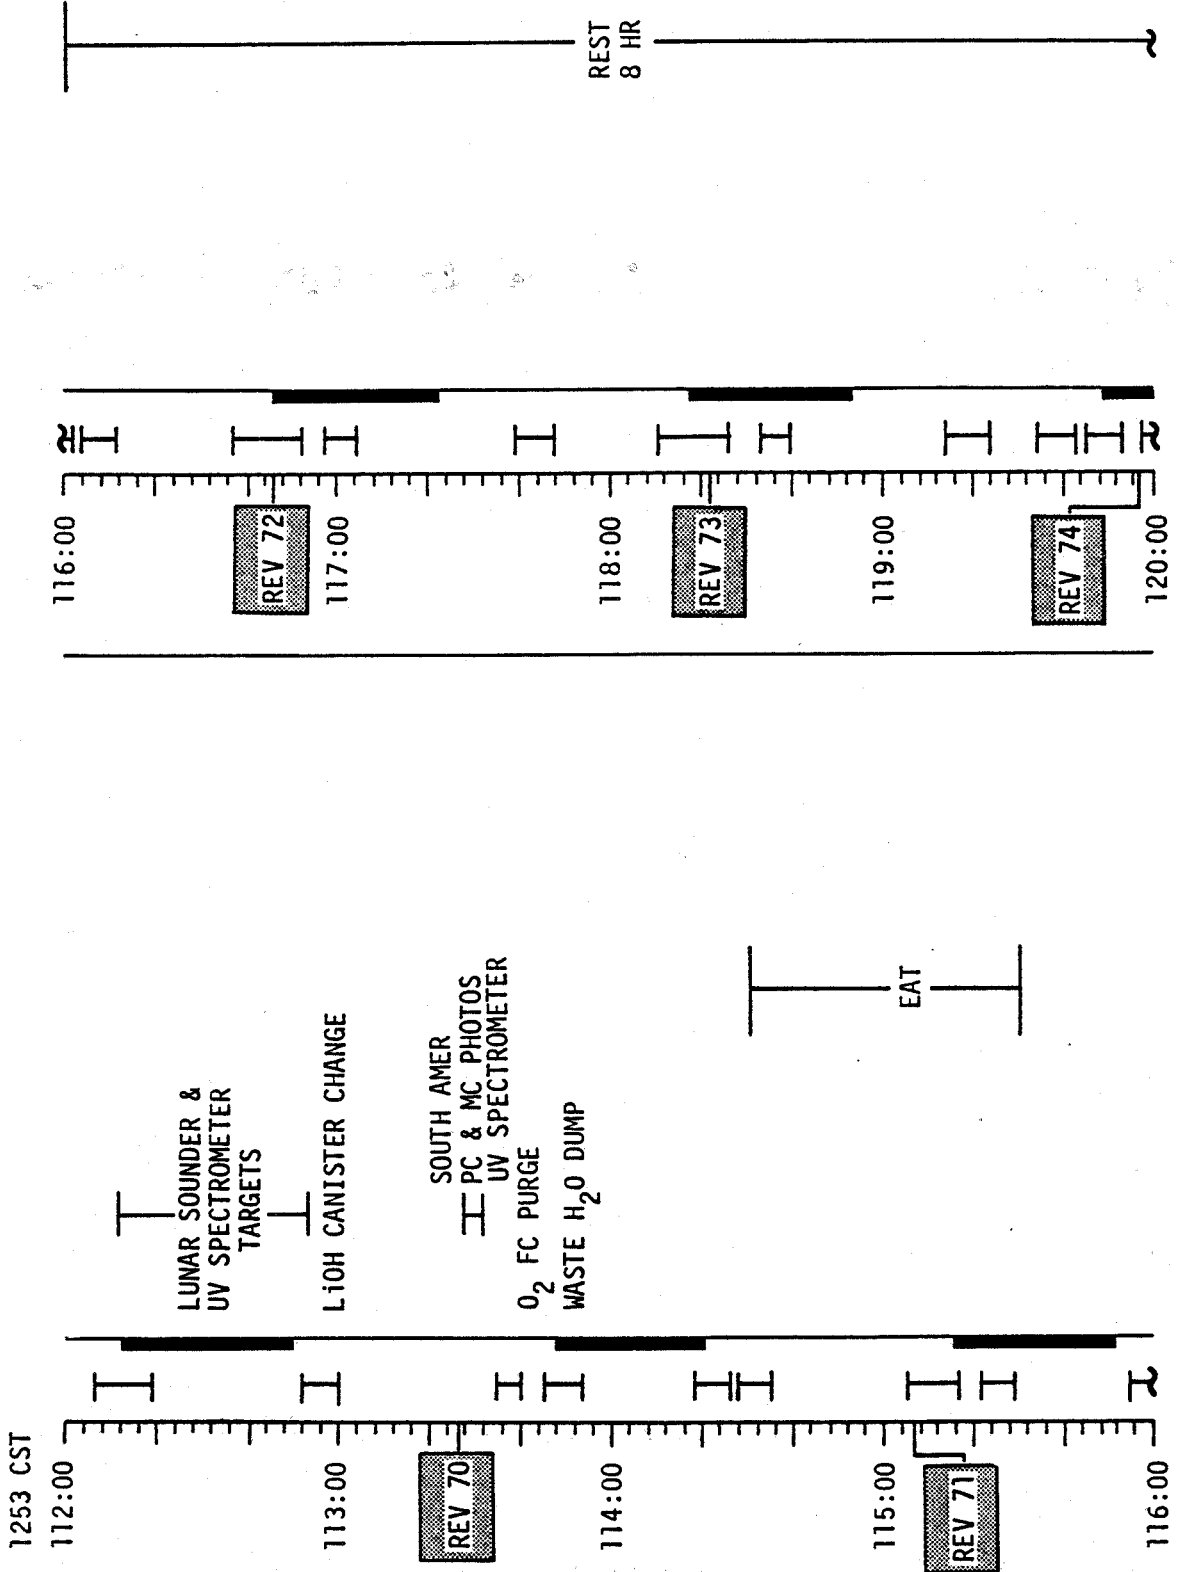 1253 CST
112:00
LUNAR SOUNDER &
UV SPECTROMETER
TARGETS
LiOH CANISTER CHANGE
113:00
REV 70
SOUTH AMER
PC & MC PHOTOS
UV SPECTROMETER
O2 FC PURGE
WASTE H2O DUMP
114:00
EAT
115:00
REV 71
116:00
116:00
REV 72
117:00
118:00
REV 73
119:00
REV 74
120:00
REST
8 HR